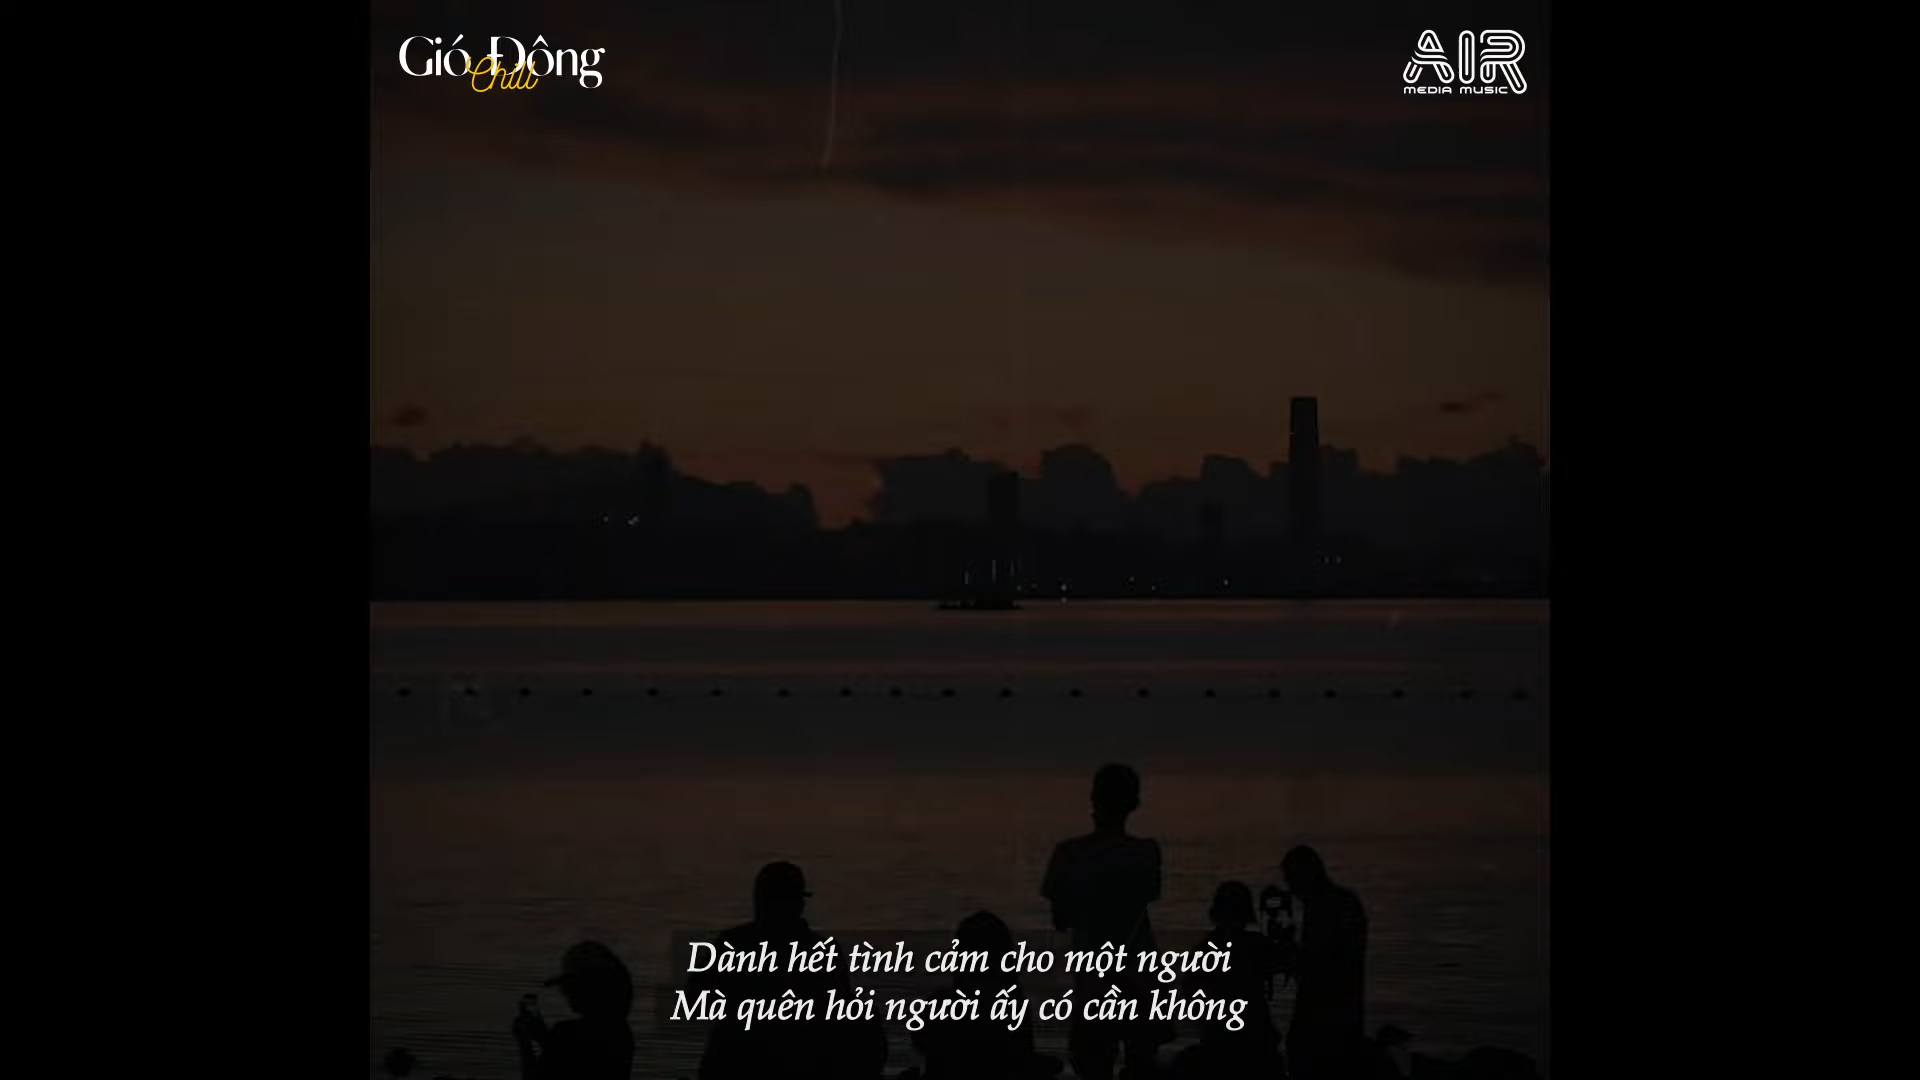 Gió Đông
Chill
AIR
MEDIA MUSIC
Dành hết tình cảm cho một người
Mà quên hỏi người ấy có cần không